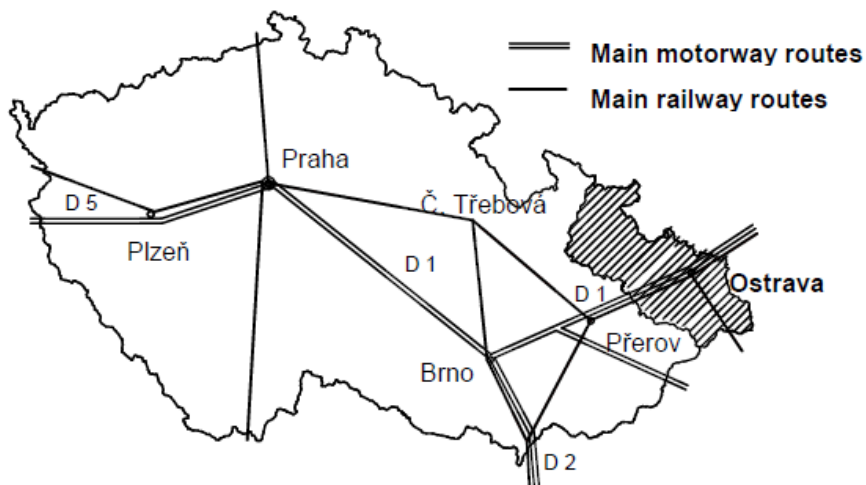 Main motorway routes
Main railway routes
Praha
D 5
Č. Třebová
Plzeň
D 1
D 1
Ostrava
Přerov
Brno
D 2